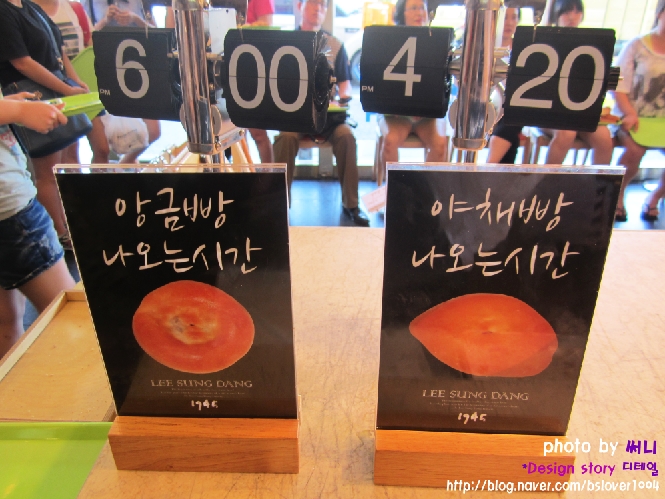 6 00
PM 4 20
앙금빵
나오는시간
LEE SUNG DANG
1945
야채빵
나오는시간
LEE SUNG DANG
1945
photo by 써니
*Design story 디테일
http://blog.naver.com/bslover1004